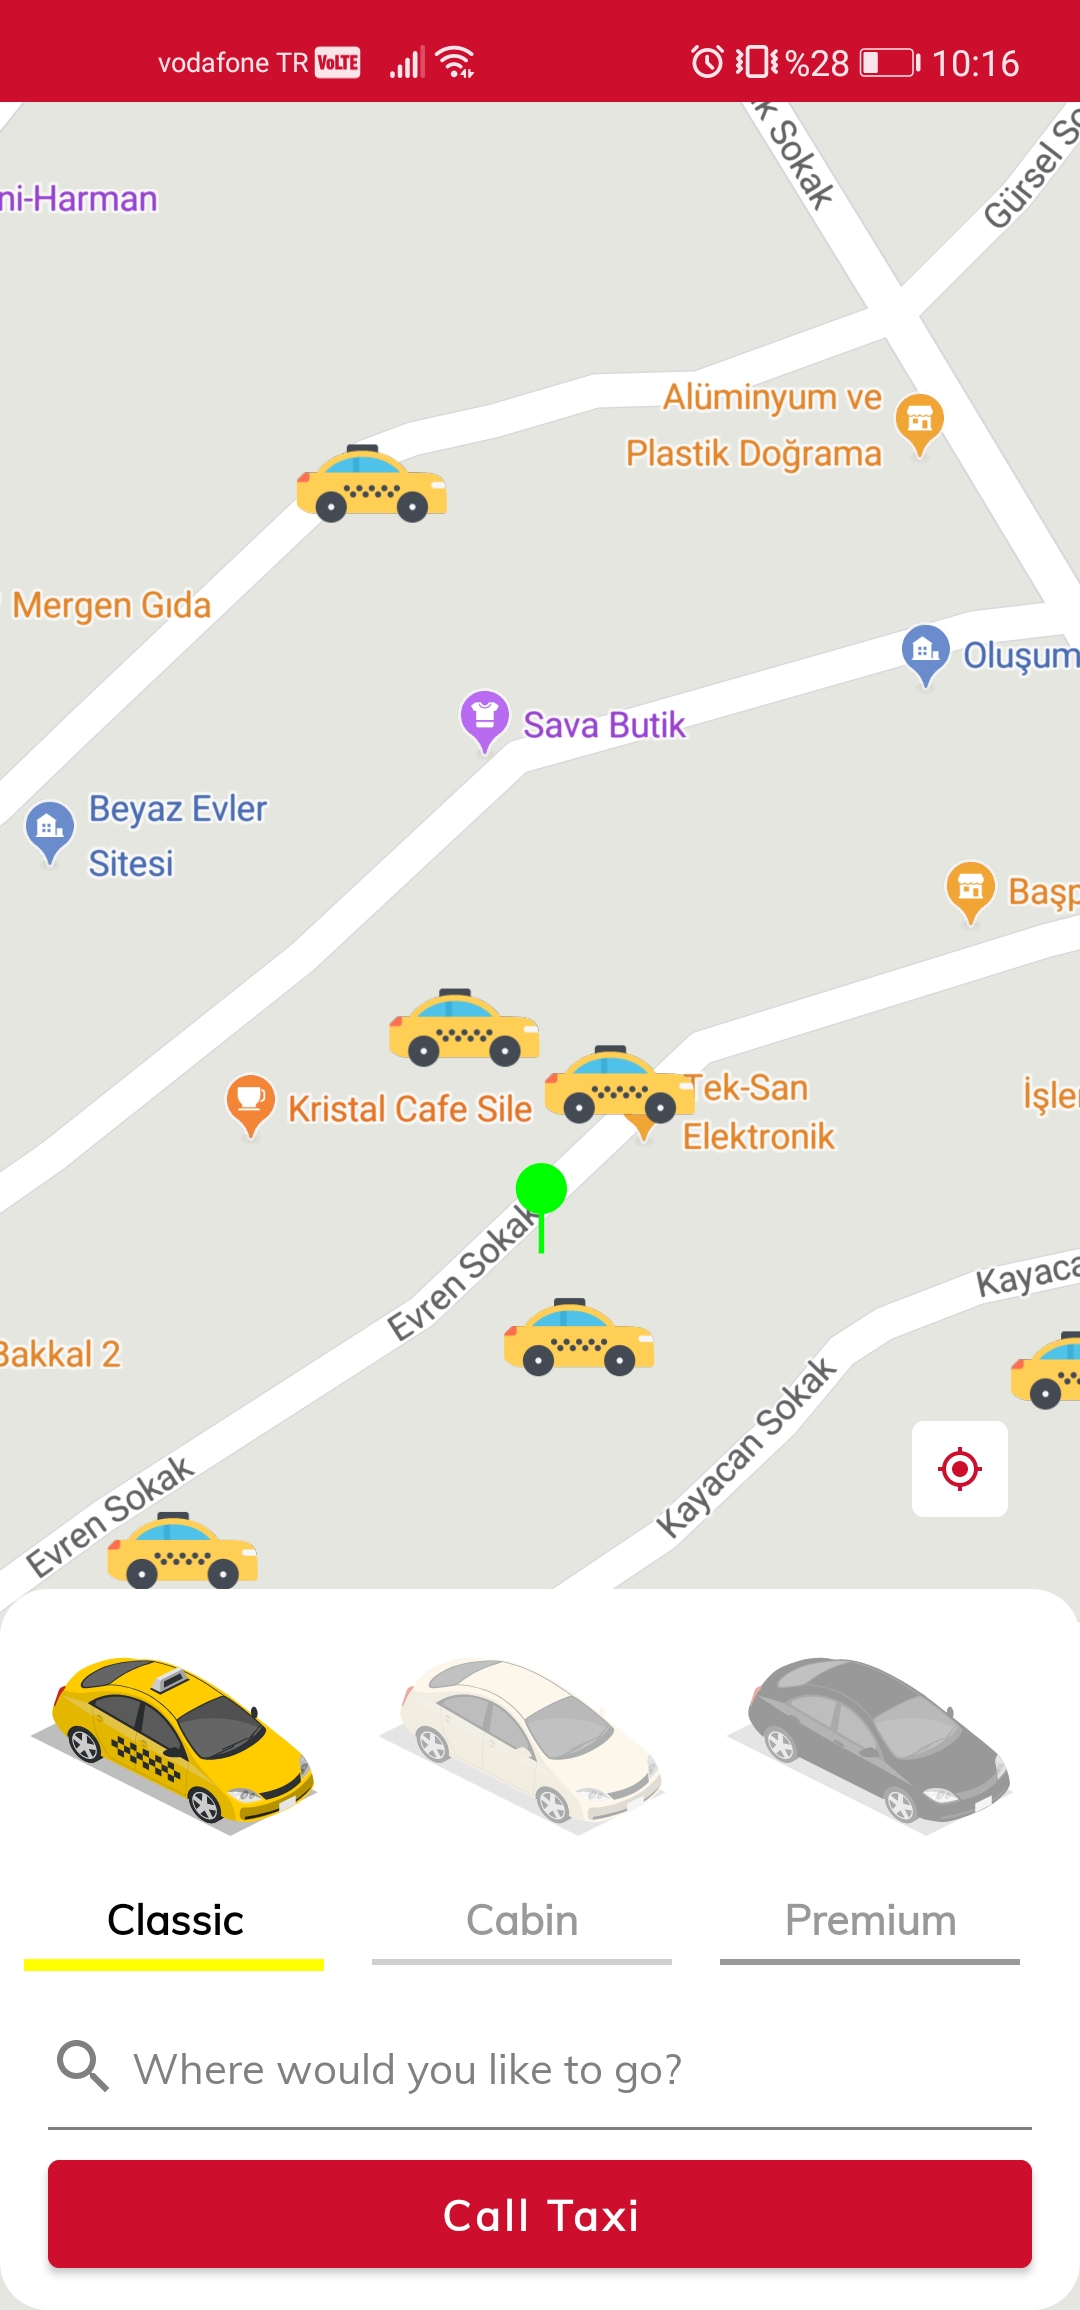 vodafone TR VoLTE %28 10:16
k Sokak
Gürsel So
ni-Harman
Alüminyum ve
Plastik Doğrama
Mergen Gıda
Oluşum
Sava Butik
Beyaz Evler
Sitesi
Başp
Kristal Cafe Sile
Tek-San
Elektronik
İşler
Evren Sokak
Kayaca
Bakkal 2
Kayacan Sokak
Evren Sokak
Classic
Cabin
Premium
Where would you like to go?
Call Taxi